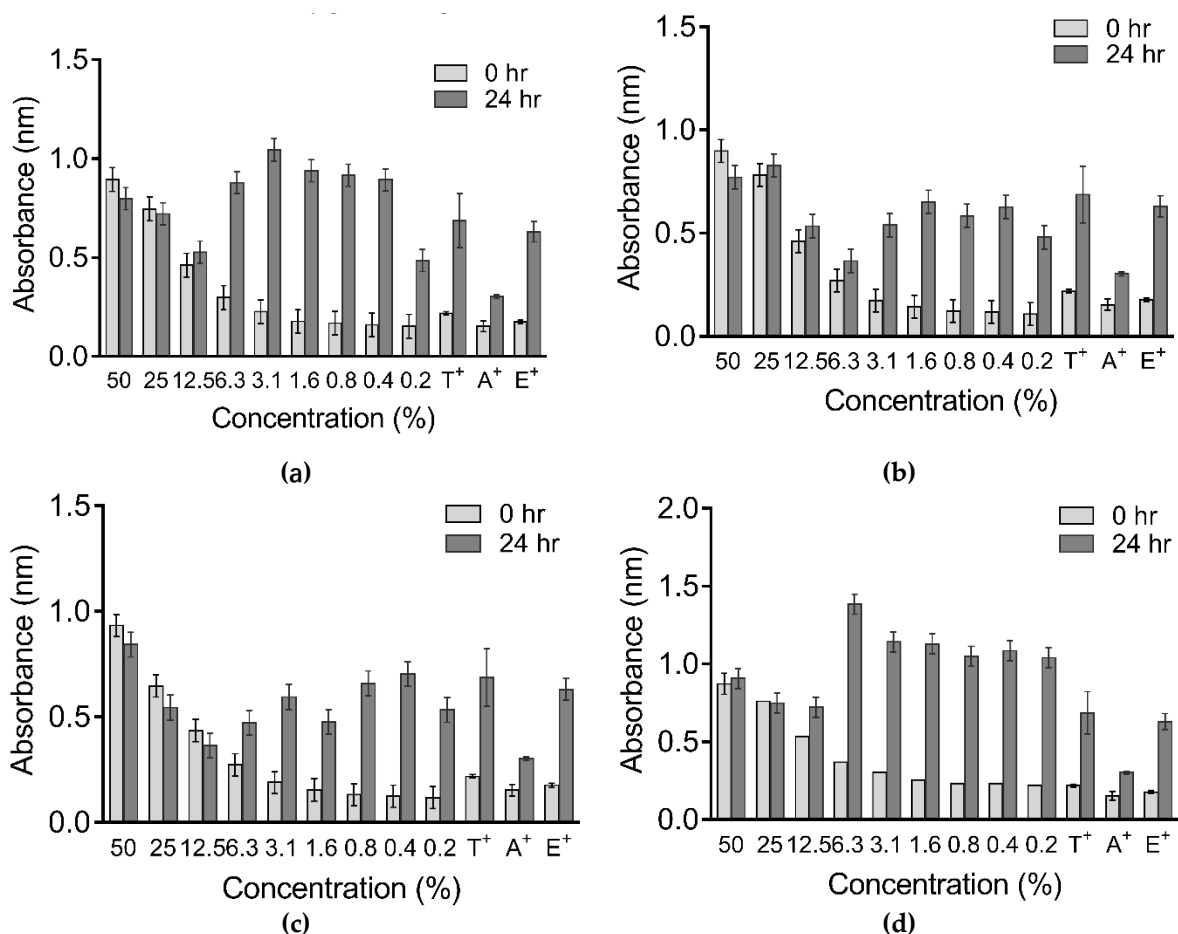 1.5
1.0
0.5
0.0
Absorbance (nm)
0 hr
24 hr
50 25 12.5 6.3 3.1 1.6 0.8 0.4 0.2 T+ A+ E+
Concentration (%)
(a)
1.5
1.0
0.5
0.0
Absorbance (nm)
0 hr
24 hr
50 25 12.5 6.3 3.1 1.6 0.8 0.4 0.2 T+ A+ E+
Concentration (%)
(b)
1.5
1.0
0.5
0.0
Absorbance (nm)
0 hr
24 hr
50 25 12.5 6.3 3.1 1.6 0.8 0.4 0.2 T+ A+ E+
Concentration (%)
(c)
2.0
1.5
1.0
0.5
0.0
Absorbance (nm)
0 hr
24 hr
50 25 12.5 6.3 3.1 1.6 0.8 0.4 0.2 T+ A+ E+
Concentration (%)
(d)